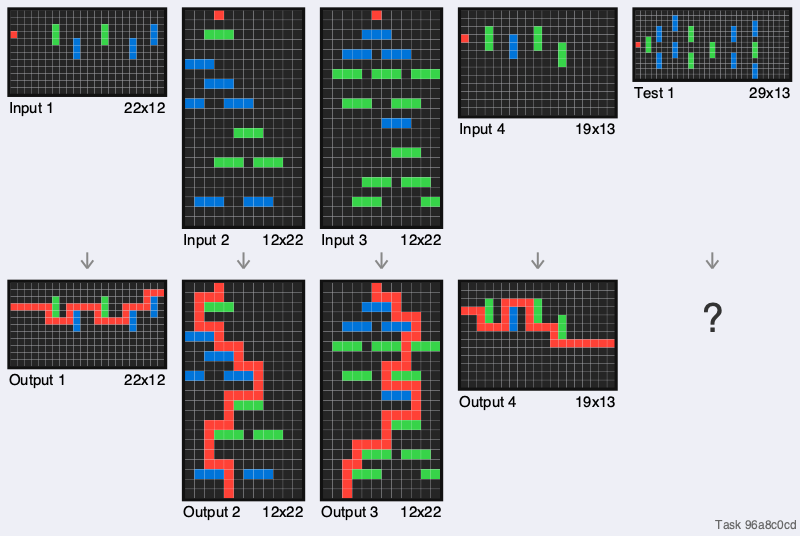 Input 1 22x12
Input 2 12x22
Input 3 12x22
Input 4 19x13
Test 1 29x13
Output 1 22x12
Output 2 12x22
Output 3 12x22
Output 4 19x13
?
Task 96a8c0cd